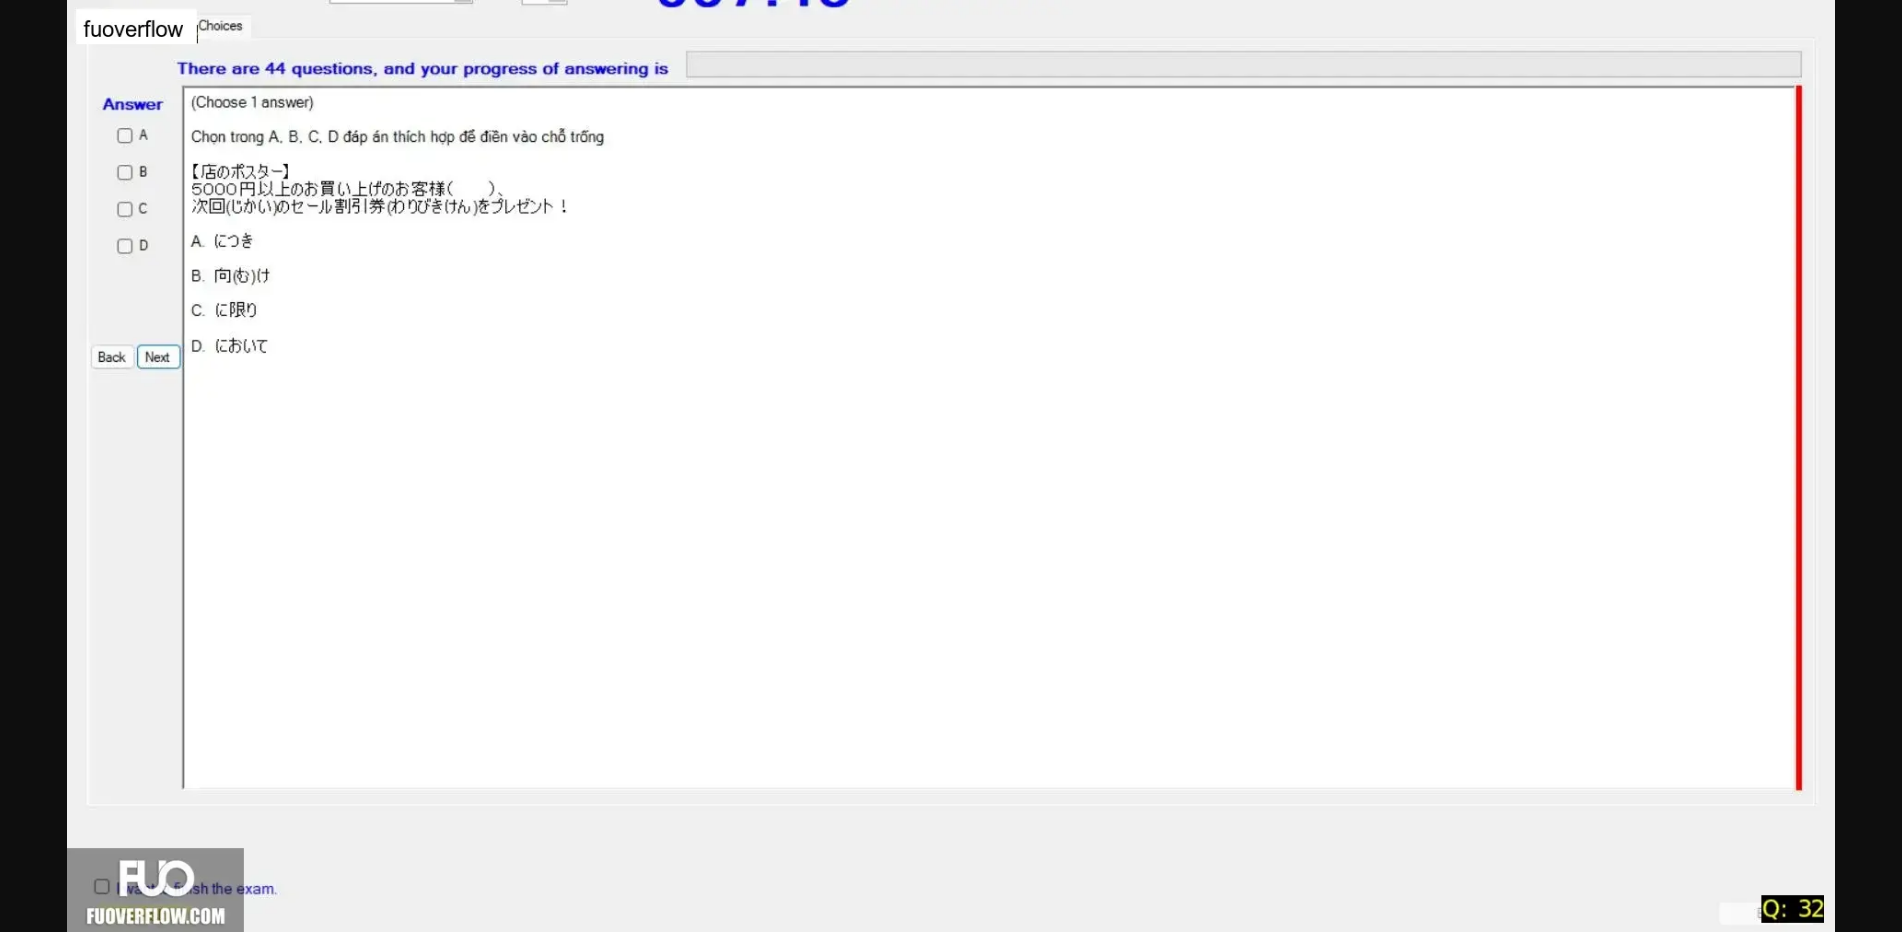 fuoverflow
Choices
There are 44 questions, and your progress of answering is
Answer
(Choose 1 answer)
A
Chọn trong A, B, C, D đáp án thích hợp để điền vào chỗ trống
B
【店のポスター】
5000円以上のお買い上げのお客様(　　)、
C
次回(じかい)のセール割引券(わりびきけん)をプレゼント！
D
A. につき
B. 向(む)け
C. に限り
Back
Next
D. において
FUO
the exam.
FUOVERFLOW.COM
Q: 32